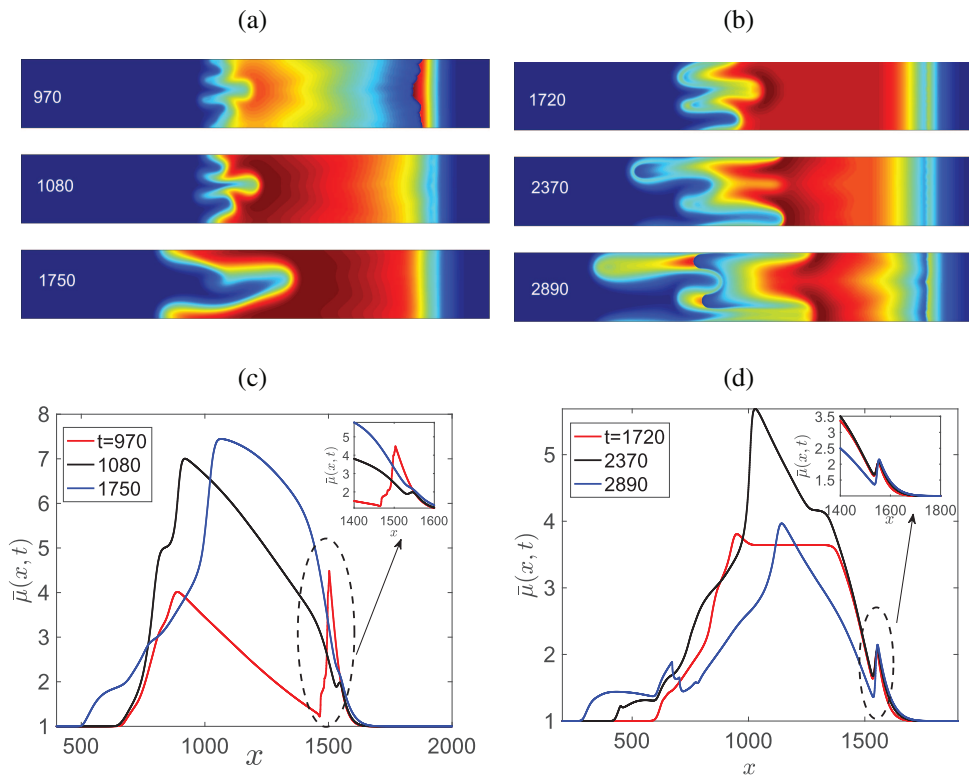 (a)
970
1080
1750
(b)
1720
2370
2890
(c)
μ̄(x, t)
8
7
6
5
4
3
2
1
t=970
1080
1750
μ̄(x, t)
5
4
3
2
1400 1500 1600
x
500 1000 1500 2000
x
(d)
μ̄(x, t)
5
4
3
2
1
t=1720
2370
2890
μ̄(x, t)
3.5
3
2.5
2
1.5
1
1400 1600 1800
x
500 1000 1500
x